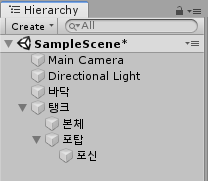 Hierarchy
Create All
SampleScene*
Main Camera
Directional Light
바닥
탱크
본체
포탑
포신